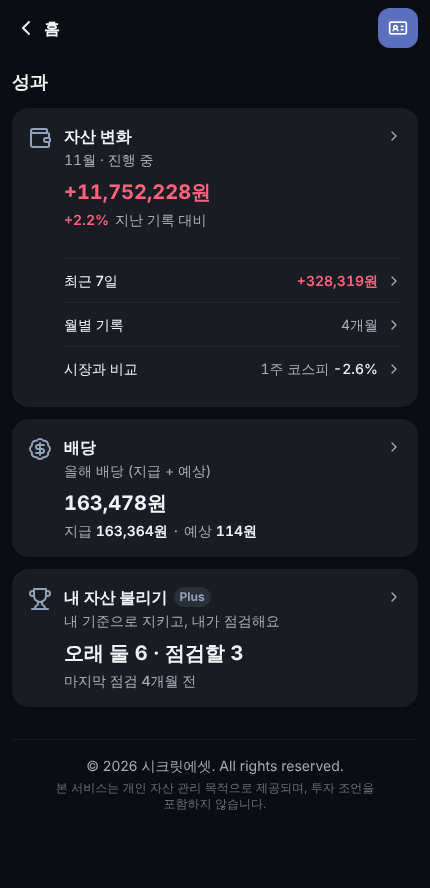 홈
성과
자산 변화
11월 · 진행 중
+11,752,228원
+2.2% 지난 기록 대비
최근 7일 +328,319원
월별 기록 4개월
시장과 비교 1주 코스피 -2.6%
배당
올해 배당 (지급 + 예상)
163,478원
지급 163,364원 · 예상 114원
내 자산 불리기 Plus
내 기준으로 지키고, 내가 점검해요
오래 둘 6 · 점검할 3
마지막 점검 4개월 전
© 2026 시크릿에셋. All rights reserved.
본 서비스는 개인 자산 관리 목적으로 제공되며, 투자 조언을
포함하지 않습니다.